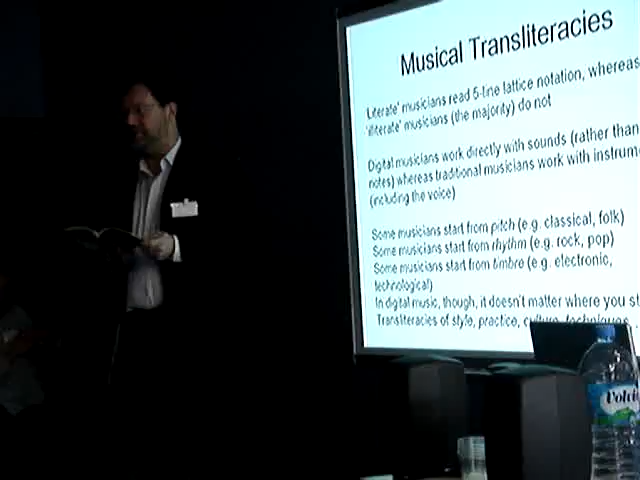 Musical Transliteracies
'Literate' musicians read 5-line lattice notation, whereas
'illiterate' musicians (the majority) do not
Digital musicians work directly with sounds (rather than
notes) whereas traditional musicians work with instrum
(including the voice)
Some musicians start from pitch (e.g. classical, folk)
Some musicians start from rhythm (e.g. rock, pop)
Some musicians start from timbre (e.g. electronic,
technological)
In digital music, though, it doesn't matter where you st
Transliteracies of style, practice, culture, techniques
Volvic